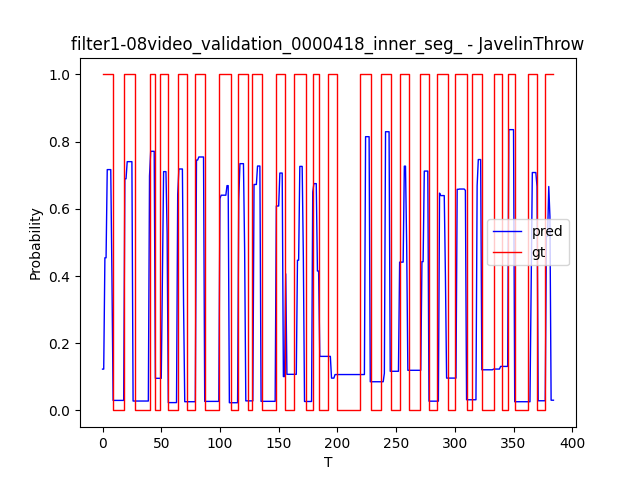 filter1-08video_validation_0000418_inner_seg_ - JavelinThrow
1.0
0.8
0.6
0.4
0.2
0.0
Probability
pred
gt
0 50 100 150 200 250 300 350 400
T